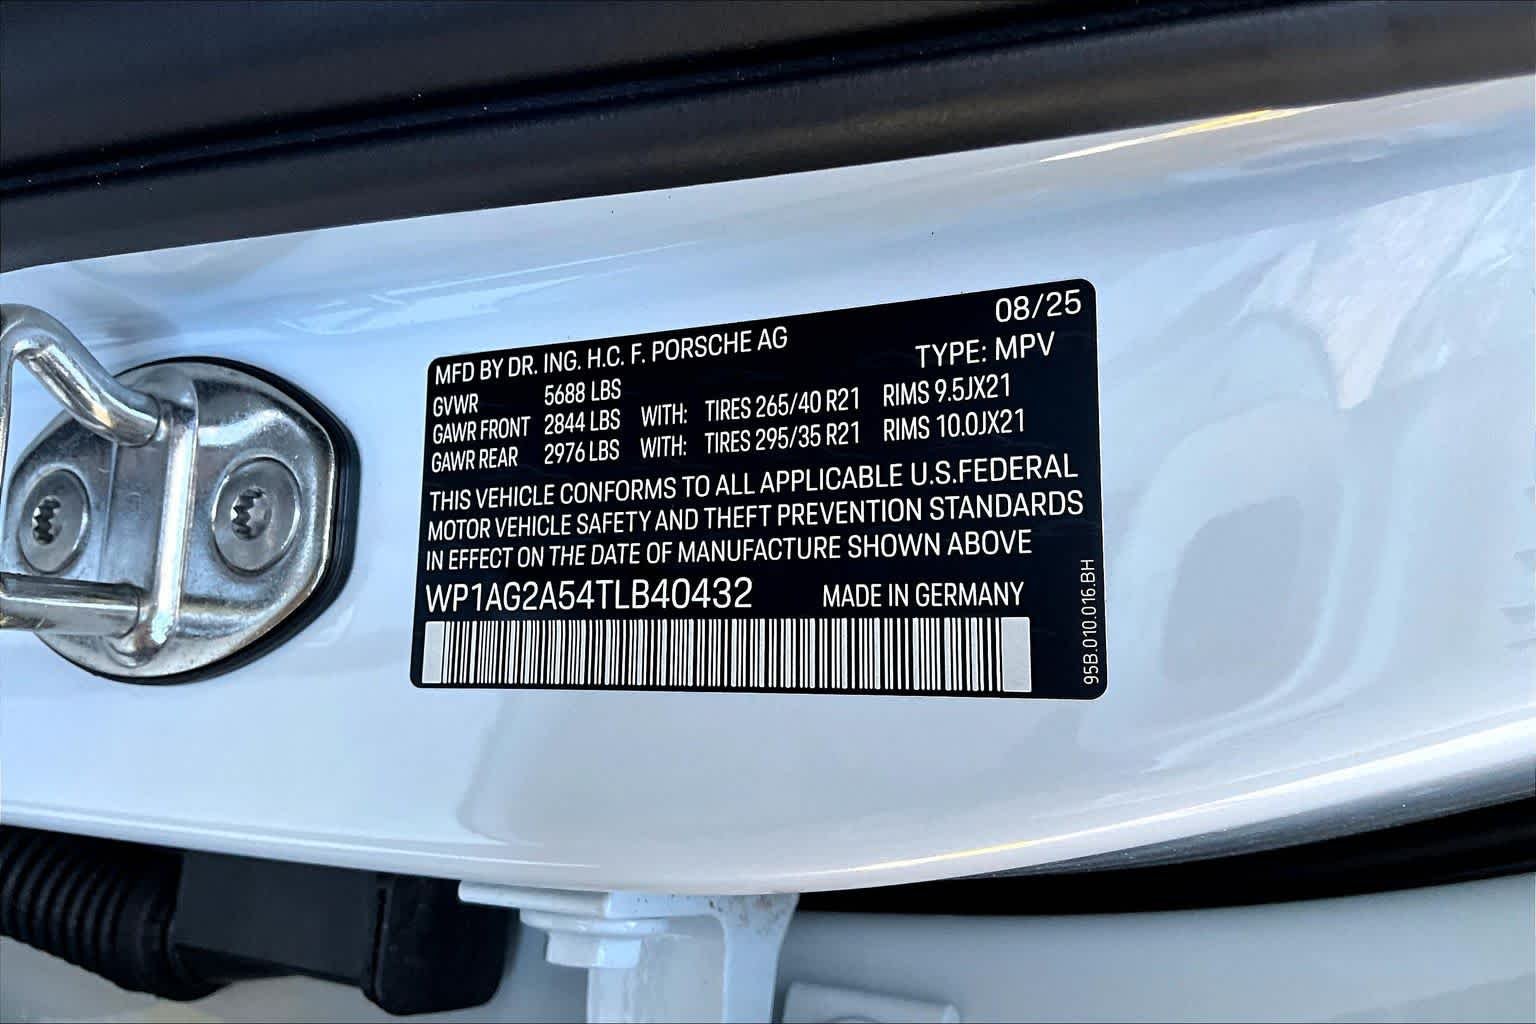 08/25
MFD BY DR. ING. H.C. F. PORSCHE AG
TYPE: MPV
GVWR 5688 LBS
GAWR FRONT 2844 LBS WITH: TIRES 265/40 R21 RIMS 9.5JX21
GAWR REAR 2976 LBS WITH: TIRES 295/35 R21 RIMS 10.0JX21
THIS VEHICLE CONFORMS TO ALL APPLICABLE U.S.FEDERAL
MOTOR VEHICLE SAFETY AND THEFT PREVENTION STANDARDS
IN EFFECT ON THE DATE OF MANUFACTURE SHOWN ABOVE
WP1AG2A54TLB40432 MADE IN GERMANY
95B.010.016.BH